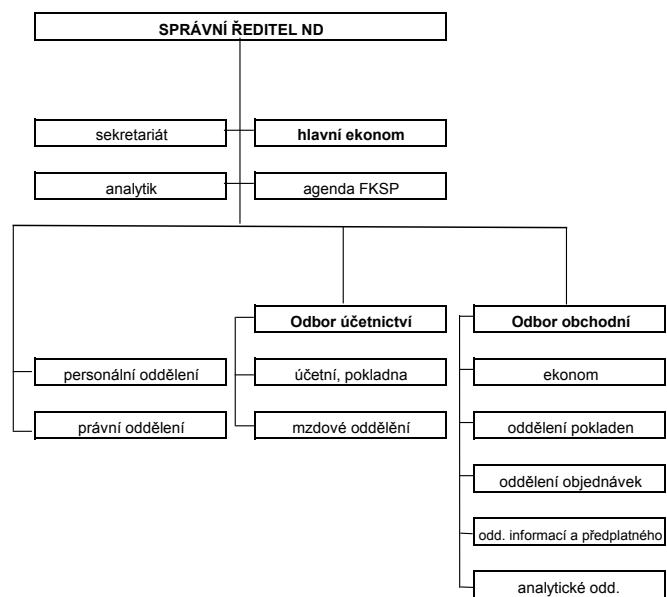 SPRÁVNÍ ŘEDITEL ND
sekretariát
hlavní ekonom
analytik
agenda FKSP
Odbor účetnictví
Odbor obchodní
personální oddělení
účetní, pokladna
ekonom
právní oddělení
mzdové oddělění
oddělení pokladen
oddělení objednávek
odd. informací a předplatného
analytické odd.